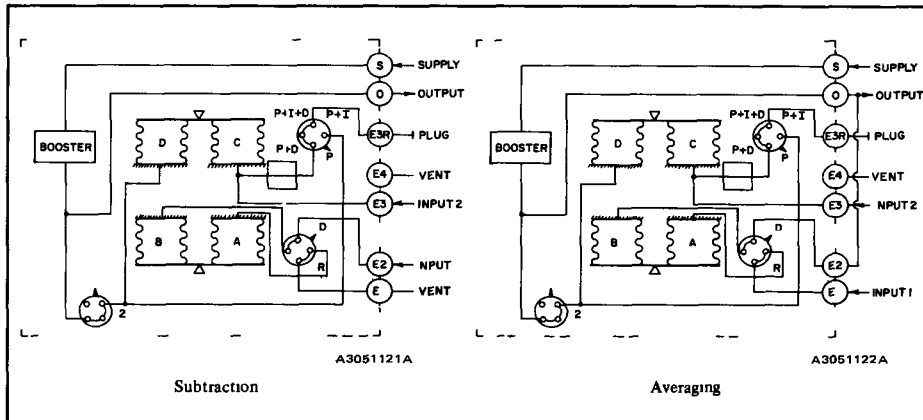 S SUPPLY
O OUTPUT
P+I+D P+I
E3R PLUG
BOOSTER
D C
P+D P
E4 VENT
E3 INPUT 2
B A
D
E2 NPUT
R
E VENT
2
A3051121A
Subtraction
S SUPPLY
O OUTPUT
P+I+D P+I
E3R PLUG
BOOSTER
D C
P+D P
E4 VENT
E3 NPUT 2
B A
D
E2
R
E INPUT 1
2
A3051122A
Averaging